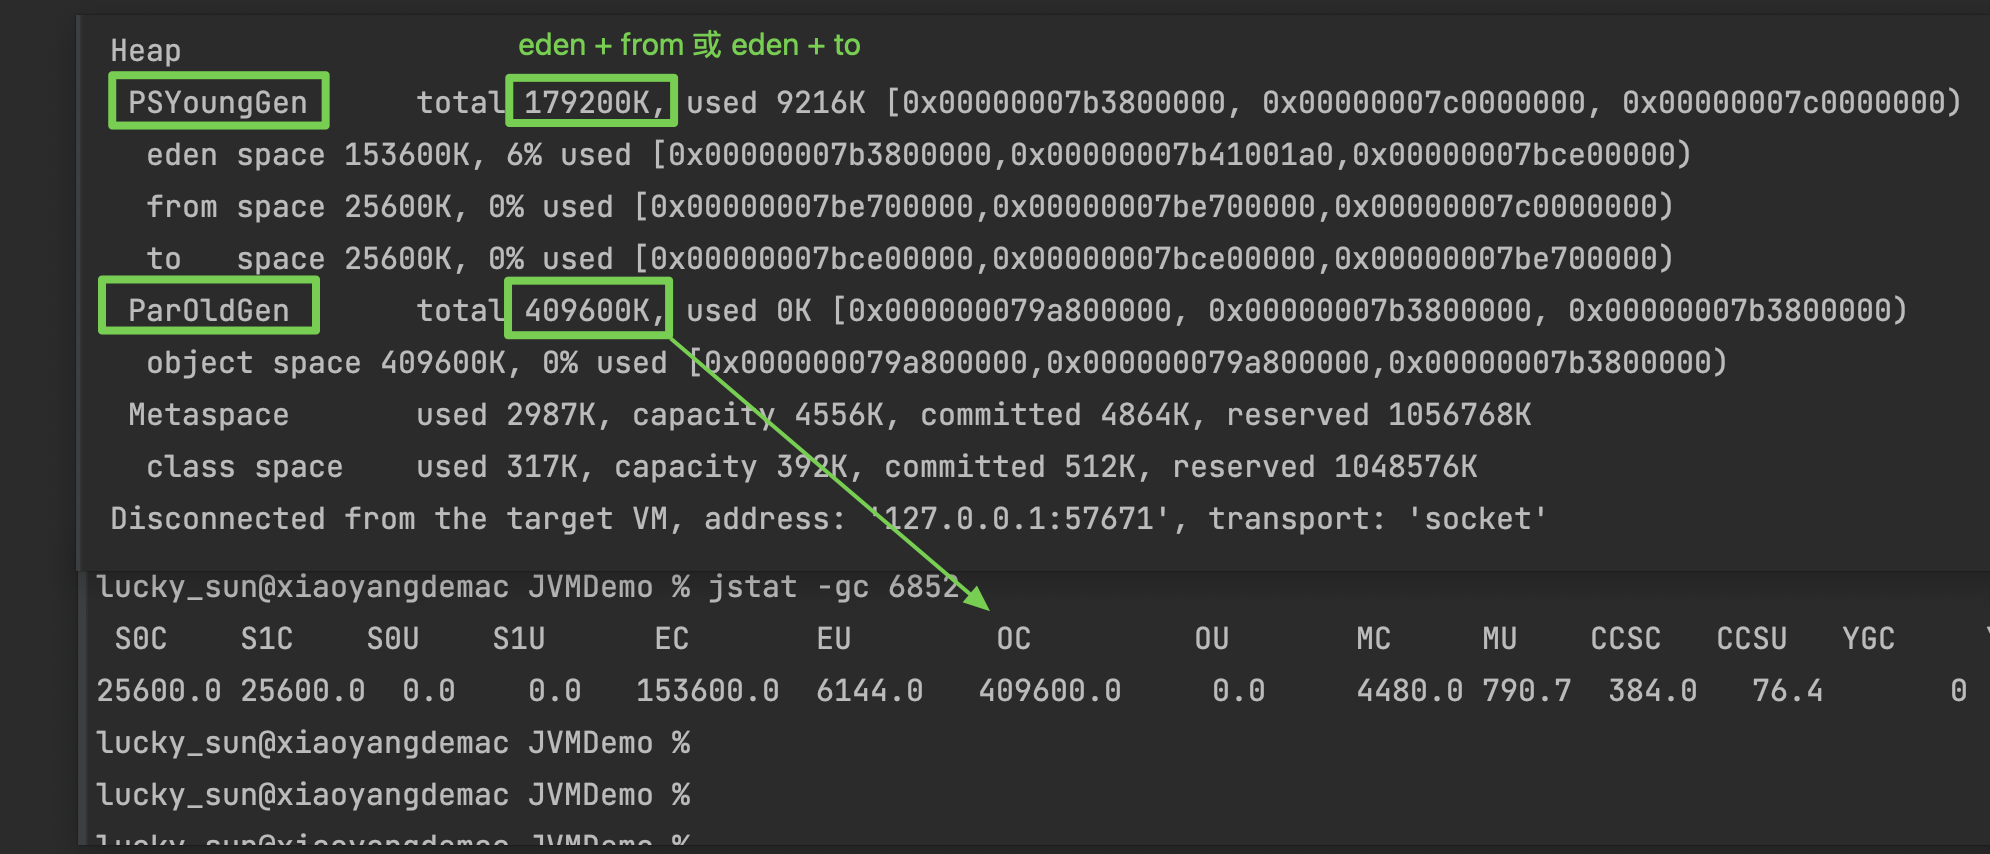 Heap
eden + from 或 eden + to
PSYoungGen total 179200K, used 9216K [0x00000007b3800000, 0x00000007c0000000, 0x00000007c0000000)
eden space 153600K, 6% used [0x00000007b3800000,0x00000007b41001a0,0x00000007bce00000)
from space 25600K, 0% used [0x00000007be700000,0x00000007be700000,0x00000007c0000000)
to space 25600K, 0% used [0x00000007bce00000,0x00000007bce00000,0x00000007be700000)
ParOldGen total 409600K, used 0K [0x000000079a800000, 0x00000007b3800000, 0x00000007b3800000)
object space 409600K, 0% used [0x000000079a800000,0x000000079a800000,0x00000007b3800000)
Metaspace used 2987K, capacity 4556K, committed 4864K, reserved 1056768K
class space used 317K, capacity 392K, committed 512K, reserved 1048576K
Disconnected from the target VM, address: '127.0.0.1:57671', transport: 'socket'
lucky_sun@xiaoyangdemac JVMDemo % jstat -gc 6852
S0C S1C S0U S1U EC EU OC OU MC MU CCSC CCSU YGC
25600.0 25600.0 0.0 0.0 153600.0 6144.0 409600.0 0.0 4480.0 790.7 384.0 76.4 0
lucky_sun@xiaoyangdemac JVMDemo %
lucky_sun@xiaoyangdemac JVMDemo %
lucky_sun@xiaoyangdemac JVMDemo %